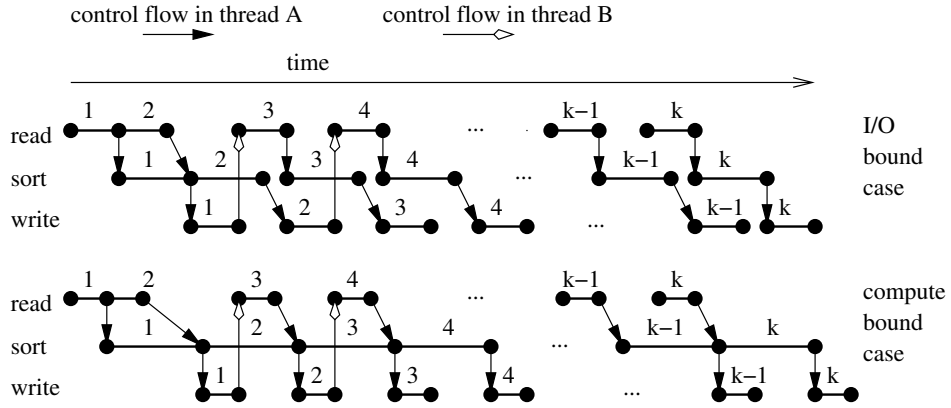 control flow in thread A control flow in thread B
time
1 2 3 4 k−1 k
read ... I/O
1 2 3 4 k−1 k bound
sort ... case
1 2 3 4 k−1 k
write ...
1 2 3 4 k−1 k
read ... compute
1 2 3 4 k−1 k bound
sort ... case
1 2 3 4 k−1 k
write ...